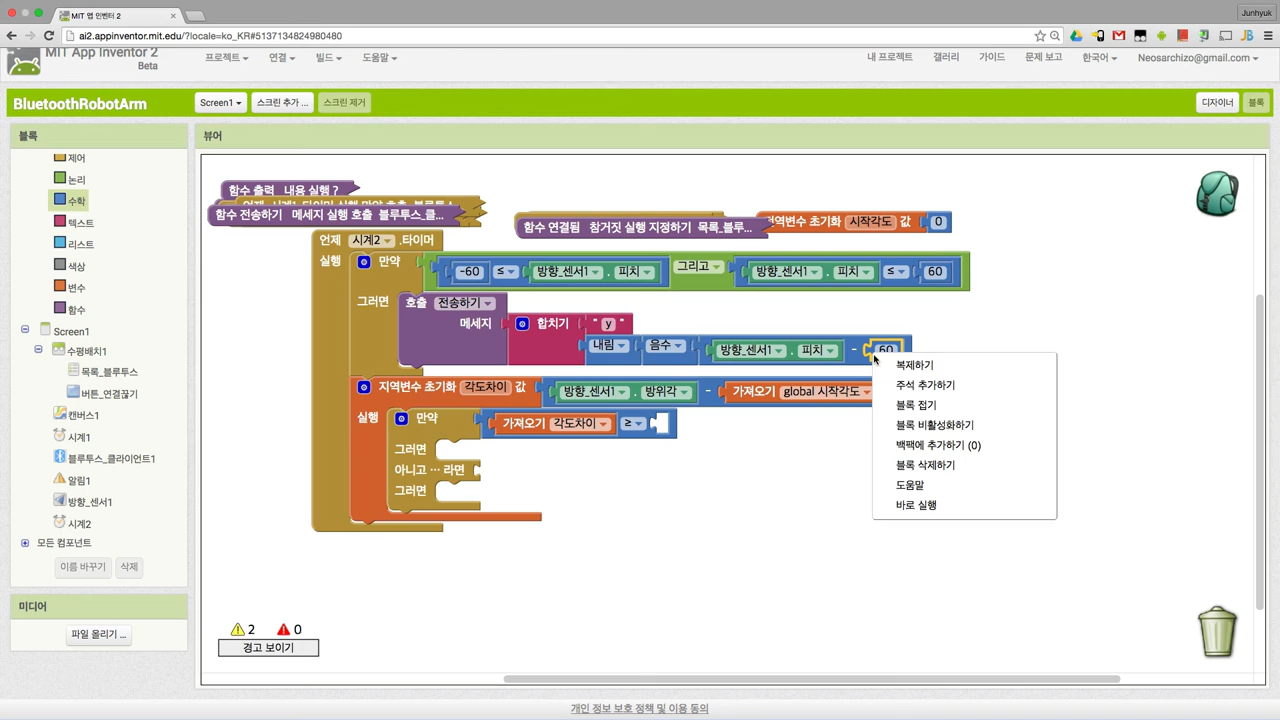 MIT 앱 인벤터 2
Junhyuk
ai2.appinventor.mit.edu/?locale=ko_KR#5137134824980480
MIT App Inventor 2
Beta
프로젝트 연결 빌드 도움말
내 프로젝트 갤러리 가이드 문제 보고 한국어 Neosarchizo@gmail.com
BluetoothRobotArm
Screen1 스크린 추가 ... 스크린 제거
디자이너 블록
블록
뷰어
제어
논리
수학
텍스트
리스트
색상
변수
함수
Screen1
수평배치1
목록_블루투스
버튼_연결끊기
캔버스1
시계1
블루투스_클라이언트1
알림1
방향_센서1
시계2
모든 컴포넌트
이름 바꾸기 삭제
미디어
파일 올리기 ...
함수 출력 내용 실행 ?
함수 전송하기 메세지 실행 호출 블루투스_클...
함수 연결됨 참거짓 실행 지정하기 목록_블루...
전역변수 초기화 시작각도 값 0
언제 시계2 .타이머
실행 만약 -60 ≤ 방향_센서1 . 피치 그리고 방향_센서1 . 피치 ≤ 60
그러면 호출 전송하기
메세지 합치기 " y "
내림 음수 방향_센서1 . 피치 - 60
지역변수 초기화 각도차이 값 방향_센서1 . 방위각 - 가져오기 global 시작각도
실행 만약 가져오기 각도차이 ≥
그러면
아니고 ... 라면
그러면
복제하기
주석 추가하기
블록 접기
블록 비활성화하기
백팩에 추가하기 (0)
블록 삭제하기
도움말
바로 실행
2 0
경고 보이기
개인 정보 보호 정책 및 이용 동의